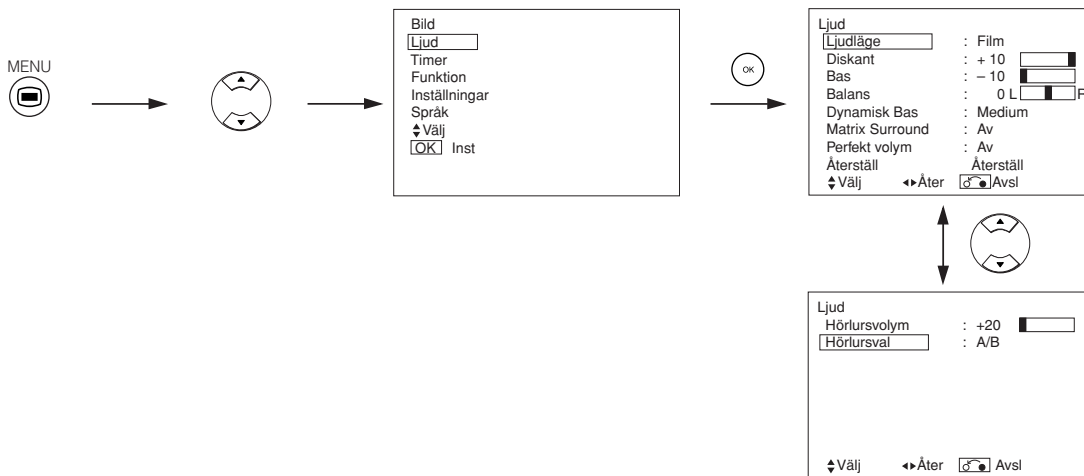 MENU
Bild
Ljud
Timer
Funktion
Inställningar
Språk
Välj
OK Inst
OK
Ljud
Ljudläge : Film
Diskant : + 10
Bas : – 10
Balans : 0 L
Dynamisk Bas : Medium
Matrix Surround : Av
Perfekt volym : Av
Återställ Återställ
Välj Åter Avsl
Ljud
Hörlursvolym : +20
Hörlursval : A/B
Välj Åter Avsl